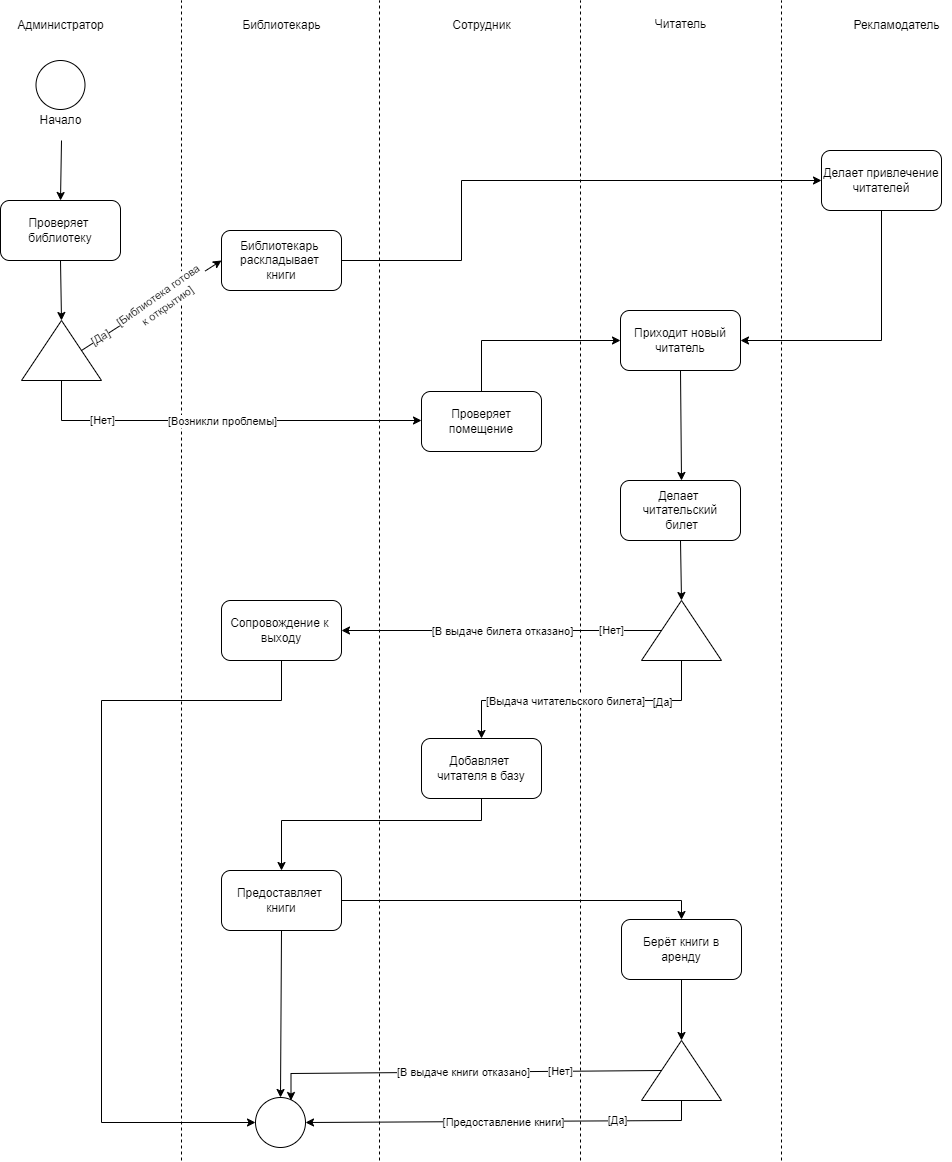 Администратор
Библиотекарь
Сотрудник
Читатель
Рекламодатель
Начало
Делает привлечение
читателей
Проверяет
библиотеку
Библиотекарь
раскладывает
книги
[Да]
[Библиотека готова
к открытию]
Приходит новый
читатель
[Нет]
[Возникли проблемы]
Проверяет
помещение
Делает
читательский
билет
Сопровождение к
выходу
[В выдаче билета отказано]
[Нет]
[Выдача читательского билета]
[Да]
Добавляет
читателя в базу
Предоставляет
книги
Берёт книги в
аренду
[В выдаче книги отказано]
[Нет]
[Предоставление книги]
[Да]